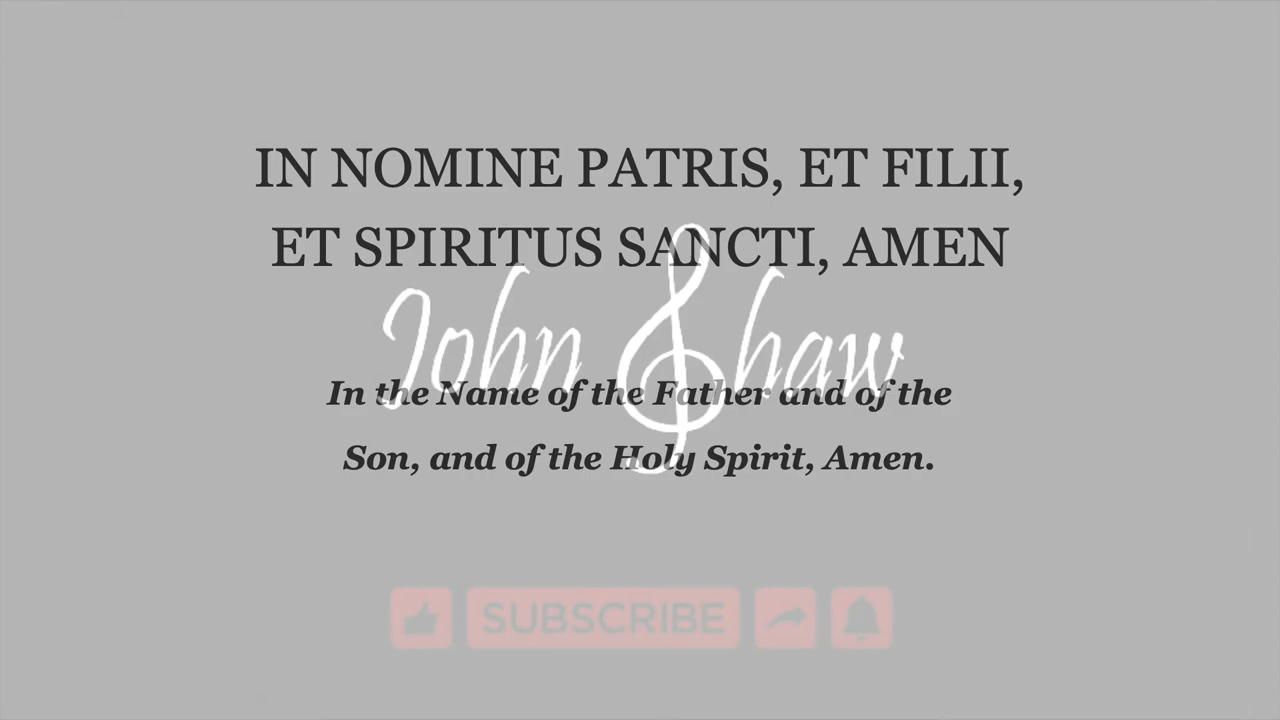 IN NOMINE PATRIS, ET FILII,
ET SPIRITUS SANCTI, AMEN
John Shaw
In the Name of the Father and of the
Son, and of the Holy Spirit, Amen.
SUBSCRIBE